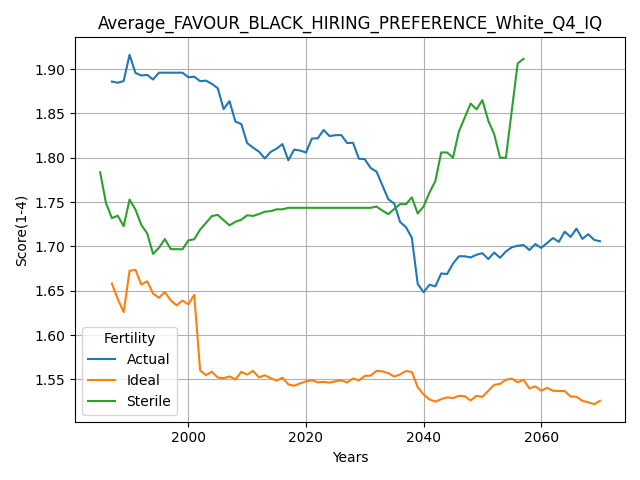 Average_FAVOUR_BLACK_HIRING_PREFERENCE_White_Q4_IQ
Score(1-4)
1.90
1.85
1.80
1.75
1.70
1.65
1.60
1.55
Fertility
Actual
Ideal
Sterile
2000 2020 2040 2060
Years